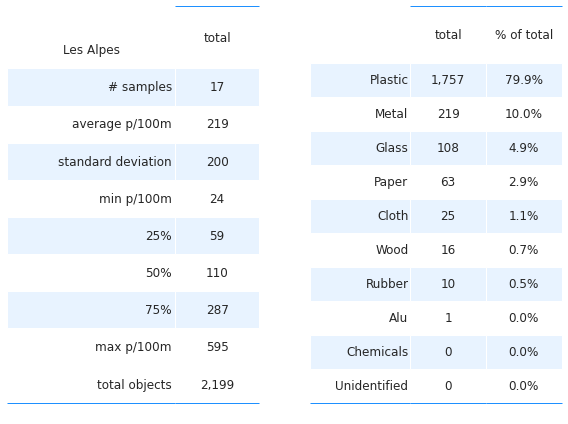 total
Les Alpes
# samples 17
average p/100m 219
standard deviation 200
min p/100m 24
25% 59
50% 110
75% 287
max p/100m 595
total objects 2,199
total % of total
Plastic 1,757 79.9%
Metal 219 10.0%
Glass 108 4.9%
Paper 63 2.9%
Cloth 25 1.1%
Wood 16 0.7%
Rubber 10 0.5%
Alu 1 0.0%
Chemicals 0 0.0%
Unidentified 0 0.0%